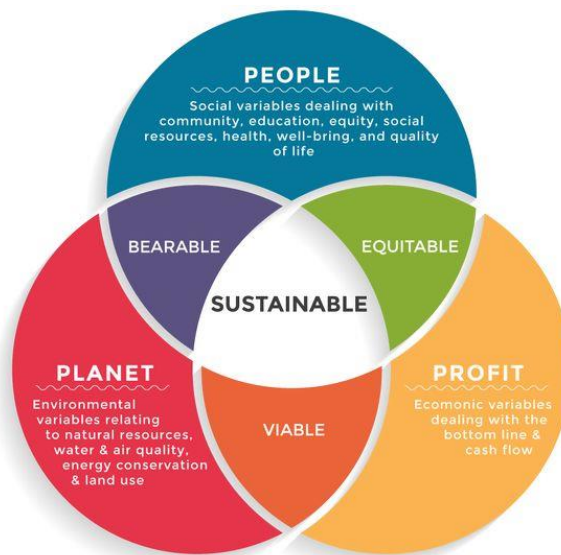 PEOPLE
Social variables dealing with
community, education, equity, social
resources, health, well-bring, and quality
of life
BEARABLE
EQUITABLE
SUSTAINABLE
PLANET
Environmental
variables relating
to natural resources,
water & air quality,
energy conservation
& land use
VIABLE
PROFIT
Ecomonic variables
dealing with the
bottom line &
cash flow